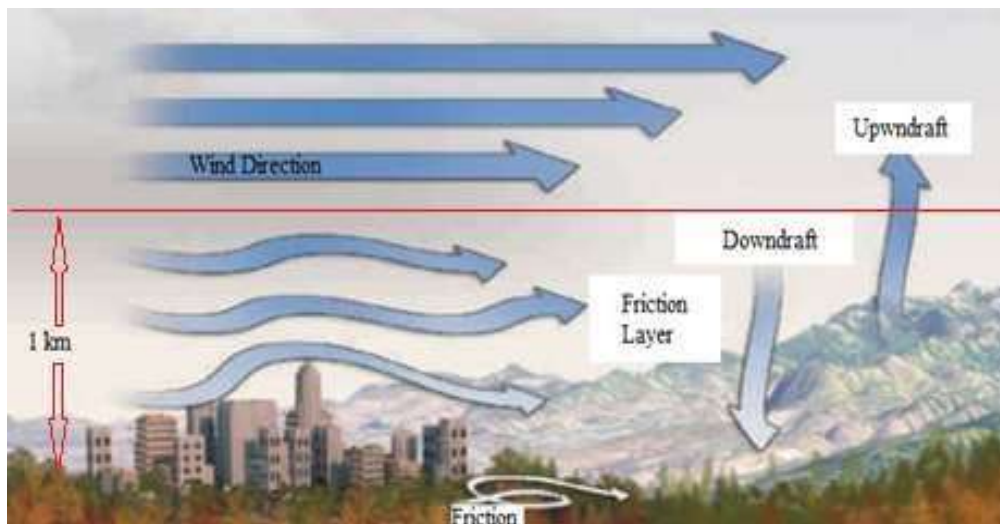 Upwndraft
Wind Direction
Downdraft
Friction
Layer
1 km
Friction